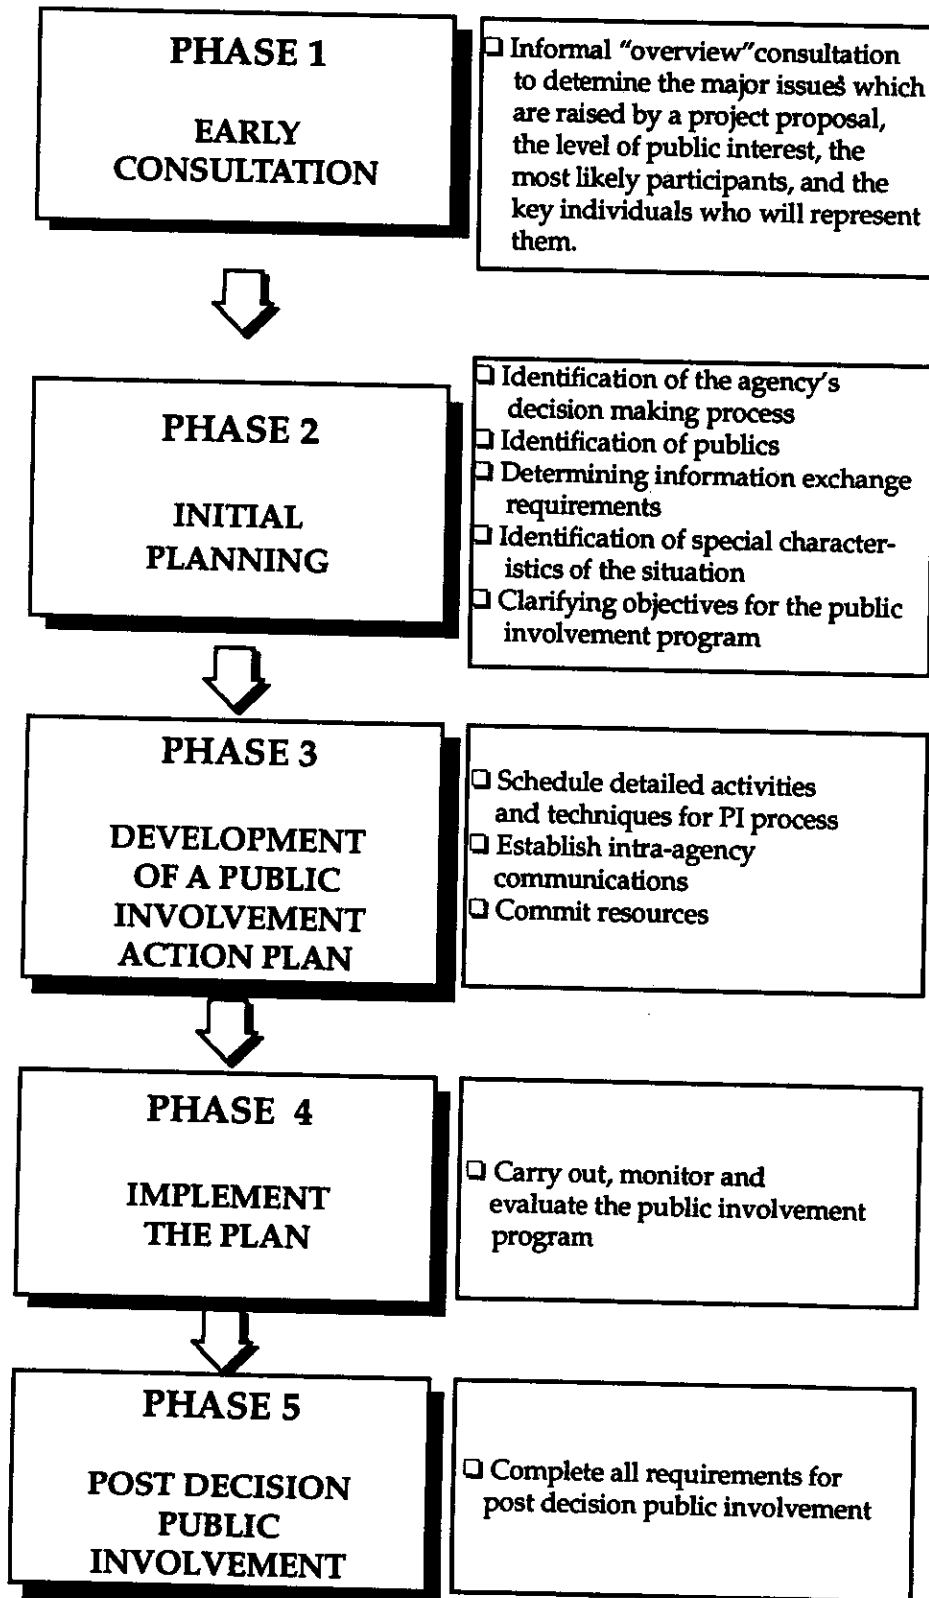 PHASE 1
EARLY
CONSULTATION
❏ Informal “overview”consultation
to detemine the major issues which
are raised by a project proposal,
the level of public interest, the
most likely participants, and the
key individuals who will represent
them.
PHASE 2
INITIAL
PLANNING
❏ Identification of the agency’s
decision making process
❏ Identification of publics
❏ Determining information exchange
requirements
❏ Identification of special character-
istics of the situation
❏ Clarifying objectives for the public
involvement program
PHASE 3
DEVELOPMENT
OF A PUBLIC
INVOLVEMENT
ACTION PLAN
❏ Schedule detailed activities
and techniques for PI process
❏ Establish intra-agency
communications
❏ Commit resources
PHASE 4
IMPLEMENT
THE PLAN
❏ Carry out, monitor and
evaluate the public involvement
program
PHASE 5
POST DECISION
PUBLIC
INVOLVEMENT
❏ Complete all requirements for
post decision public involvement